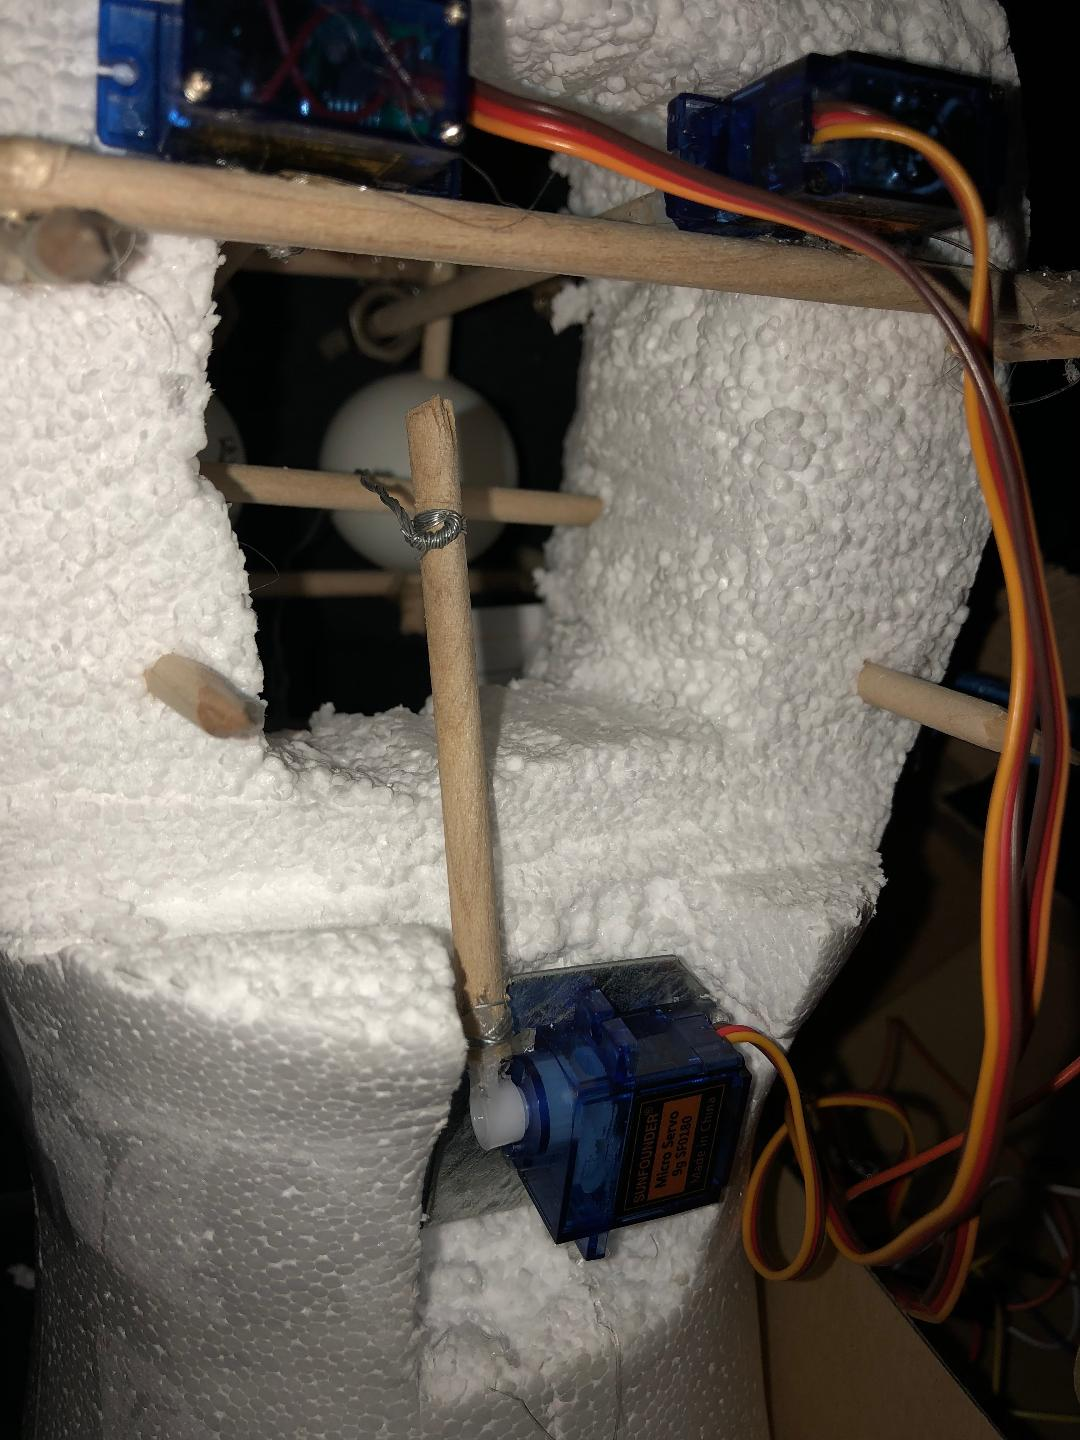 SUNFOUNDER®
Micro Servo
9g SF0180
Made in China